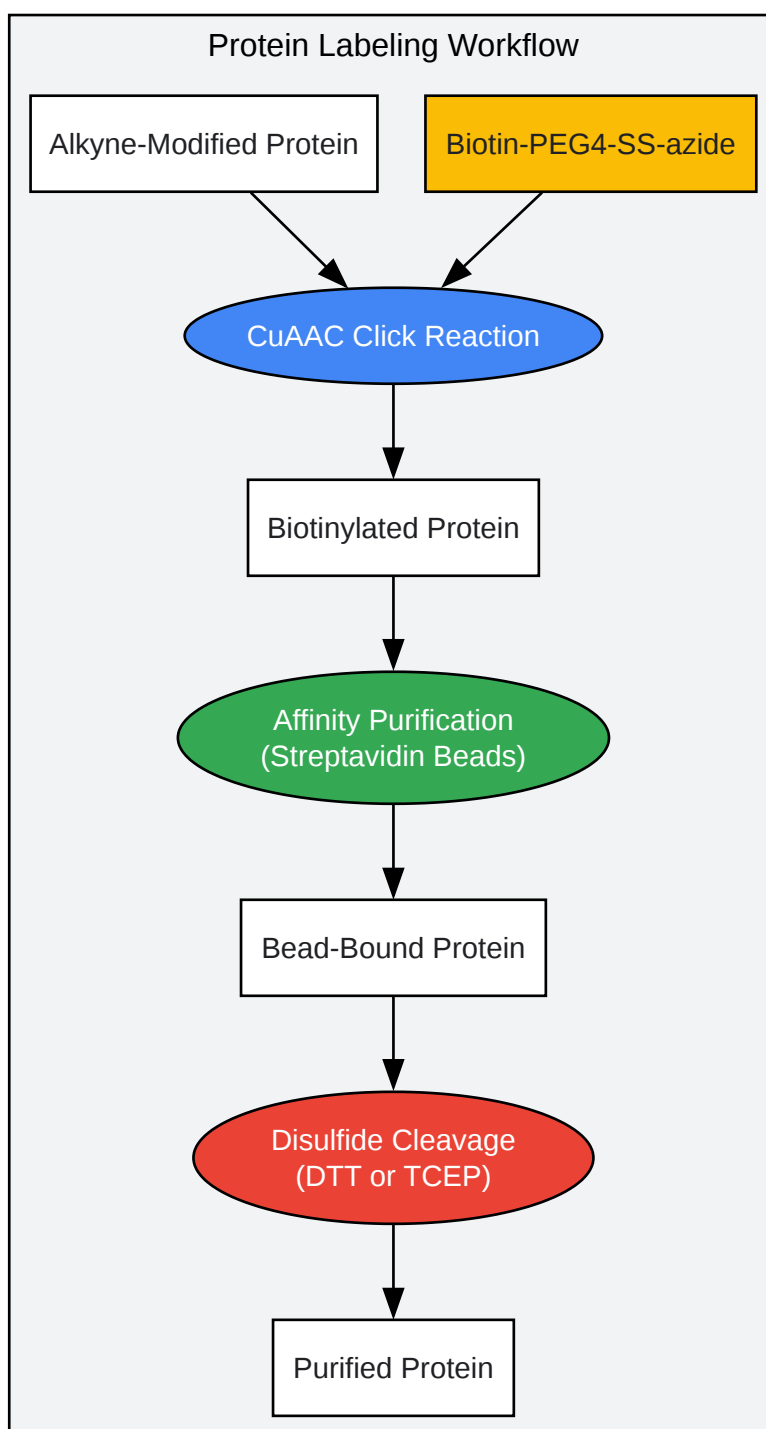 Protein Labeling Workflow
Alkyne-Modified Protein
Biotin-PEG4-SS-azide
CuAAC Click Reaction
Biotinylated Protein
Affinity Purification
(Streptavidin Beads)
Bead-Bound Protein
Disulfide Cleavage
(DTT or TCEP)
Purified Protein